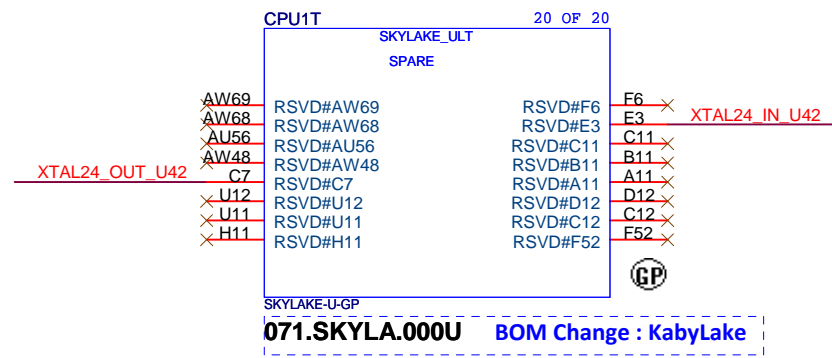 CPU1T 20 OF 20
SKYLAKE_ULT
SPARE
AW69 RSVD#AW69 RSVD#F6 F6
AW68 RSVD#AW68 RSVD#E3 E3 XTAL24_IN_U42
AU56 RSVD#AU56 RSVD#C11 C11
AW48 RSVD#AW48 RSVD#B11 B11
XTAL24_OUT_U42 C7 RSVD#C7 RSVD#A11 A11
U12 RSVD#U12 RSVD#D12 D12
U11 RSVD#U11 RSVD#C12 C12
H11 RSVD#H11 RSVD#F52 F52
GP
SKYLAKE-U-GP
071.SKYLA.000U BOM Change : KabyLake